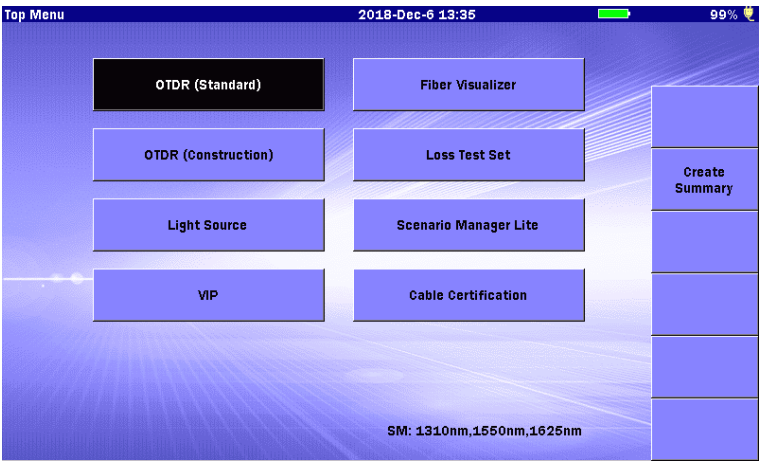 Top Menu
2018-Dec-6 13:35
99%
OTDR (Standard)
Fiber Visualizer
OTDR (Construction)
Loss Test Set
Create
Summary
Light Source
Scenario Manager Lite
VIP
Cable Certification
SM: 1310nm,1550nm,1625nm